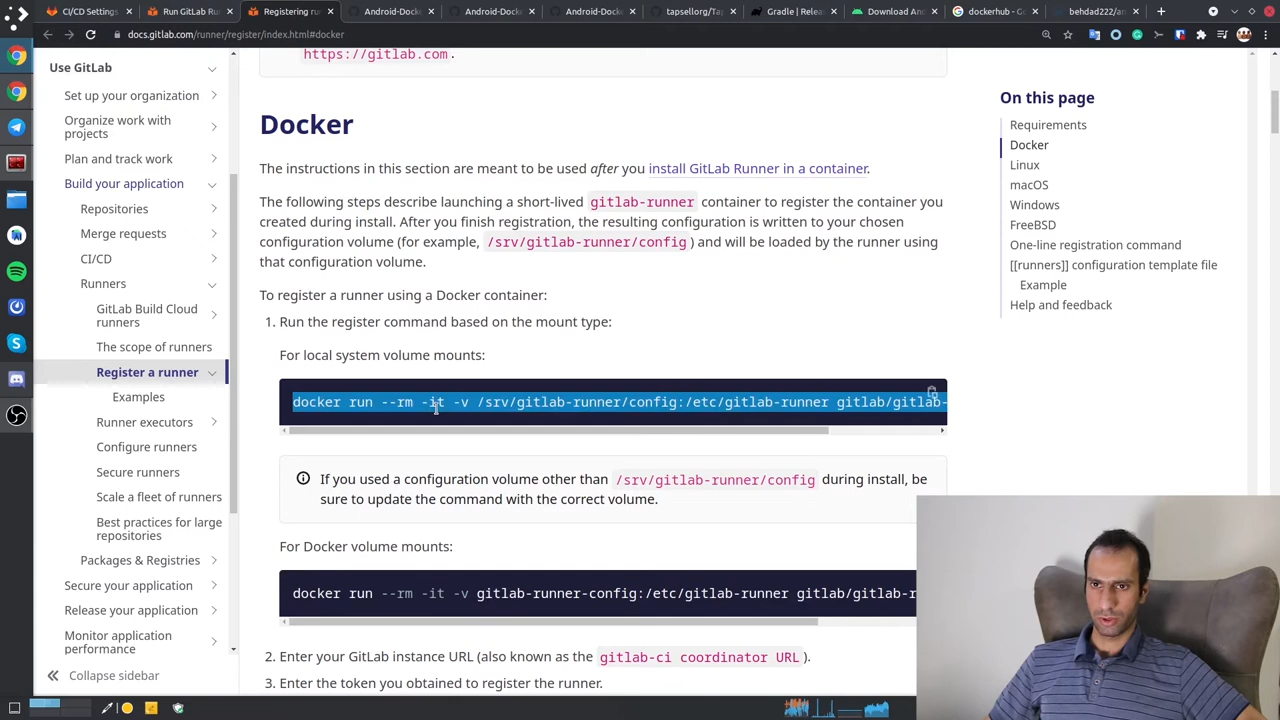 CI/CD Settings
Run GitLab Ru
Registering run
Android-Docker
Android-Docker
Android-Docker
tapsellorg/Tap
Gradle | Releas
Download And
dockerhub - Go
behdad222/an
docs.gitlab.com/runner/register/index.html#docker
Use GitLab
Set up your organization
Organize work with
projects
Plan and track work
Build your application
Repositories
Merge requests
CI/CD
Runners
GitLab Build Cloud
runners
The scope of runners
Register a runner
Examples
Runner executors
Configure runners
Secure runners
Scale a fleet of runners
Best practices for large
repositories
Packages & Registries
Secure your application
Release your application
Monitor application
performance
Collapse sidebar
https://gitlab.com.
Docker
The instructions in this section are meant to be used after you install GitLab Runner in a container.
The following steps describe launching a short-lived gitlab-runner container to register the container you
created during install. After you finish registration, the resulting configuration is written to your chosen
configuration volume (for example, /srv/gitlab-runner/config) and will be loaded by the runner using
that configuration volume.
To register a runner using a Docker container:
1. Run the register command based on the mount type:
For local system volume mounts:
docker run --rm -it -v /srv/gitlab-runner/config:/etc/gitlab-runner gitlab/gitlab-
If you used a configuration volume other than /srv/gitlab-runner/config during install, be
sure to update the command with the correct volume.
For Docker volume mounts:
docker run --rm -it -v gitlab-runner-config:/etc/gitlab-runner gitlab/gitlab-r
2. Enter your GitLab instance URL (also known as the gitlab-ci coordinator URL ).
3. Enter the token you obtained to register the runner.
On this page
Requirements
Docker
Linux
macOS
Windows
FreeBSD
One-line registration command
[[runners]] configuration template file
Example
Help and feedback